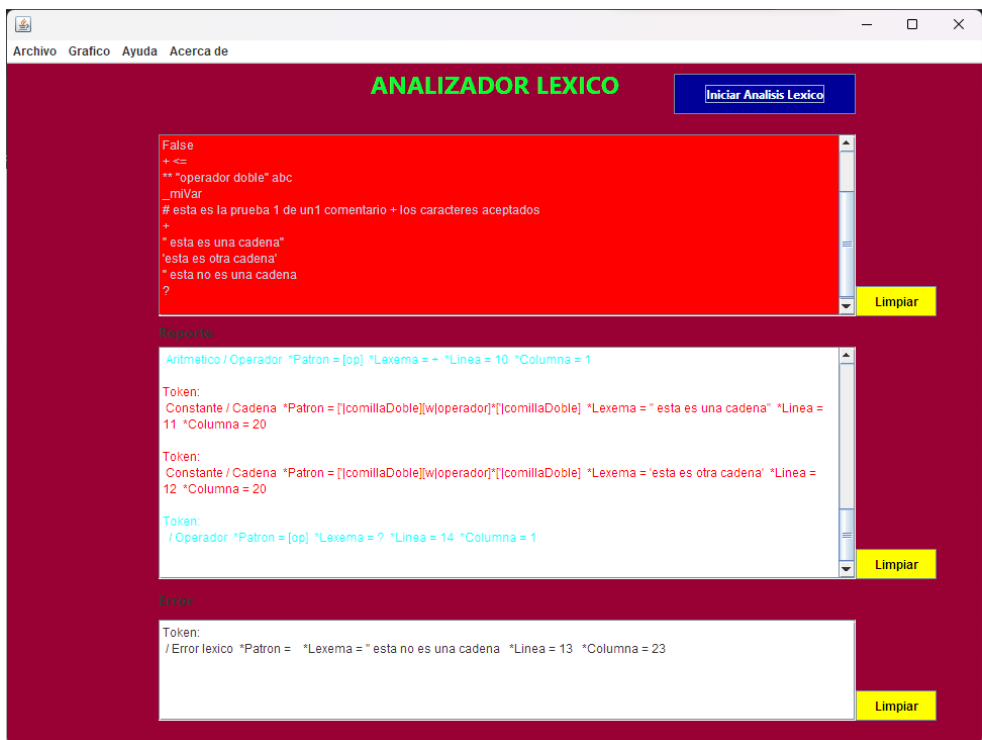 Archivo Grafico Ayuda Acerca de
ANALIZADOR LEXICO
Iniciar Analisis Lexico
False
+ <=
** "operador doble" abc
_miVar
# esta es la prueba 1 de un1 comentario + los caracteres aceptados
+
" esta es una cadena"
'esta es otra cadena'
" esta no es una cadena
?
Limpiar
Reporte
Aritmetico / Operador *Patron = [op] *Lexema = + *Linea = 10 *Columna = 1
Token:
Constante / Cadena *Patron = ['|comillaDoble][w|operador]*['|comillaDoble] *Lexema = " esta es una cadena" *Linea =
11 *Columna = 20
Token:
Constante / Cadena *Patron = ['|comillaDoble][w|operador]*['|comillaDoble] *Lexema = 'esta es otra cadena' *Linea =
12 *Columna = 20
Token:
/ Operador *Patron = [op] *Lexema = ? *Linea = 14 *Columna = 1
Limpiar
Error
Token:
/ Error lexico *Patron = *Lexema = " esta no es una cadena *Linea = 13 *Columna = 23
Limpiar